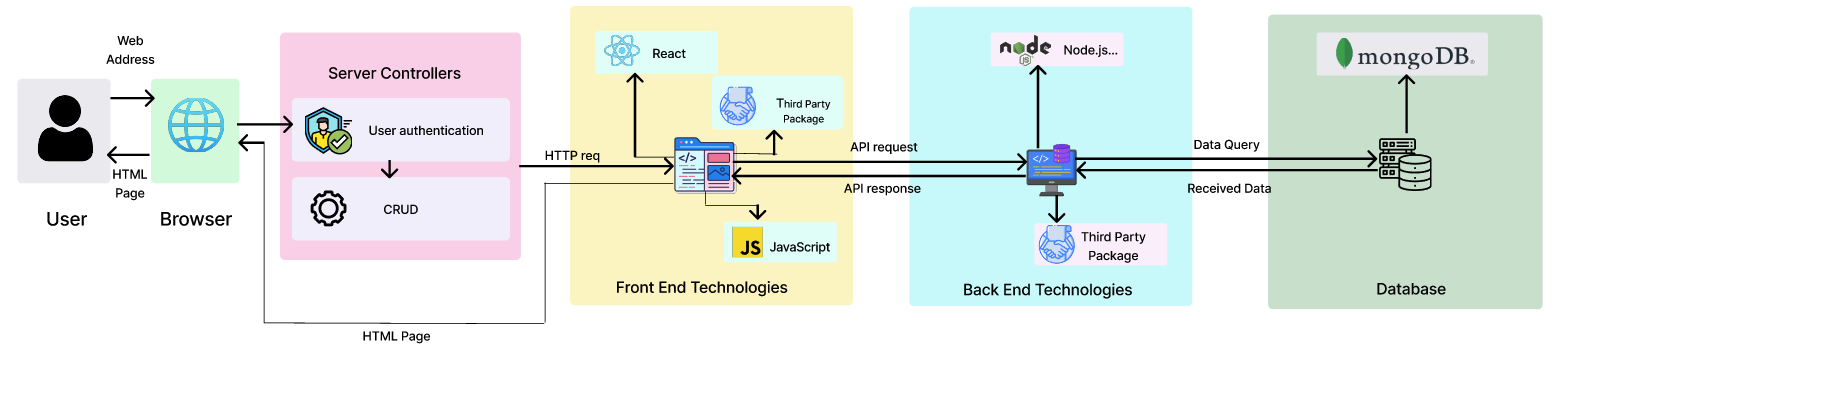 Web
Address
HTML
Page
User
Browser
Server Controllers
User authentication
CRUD
HTTP req
HTML Page
React
Third Party
Package
</>
JS JavaScript
Front End Technologies
API request
API response
node
JS
Node.js...
</>
Third Party
Package
Back End Technologies
Data Query
Received Data
mongoDB®
Database